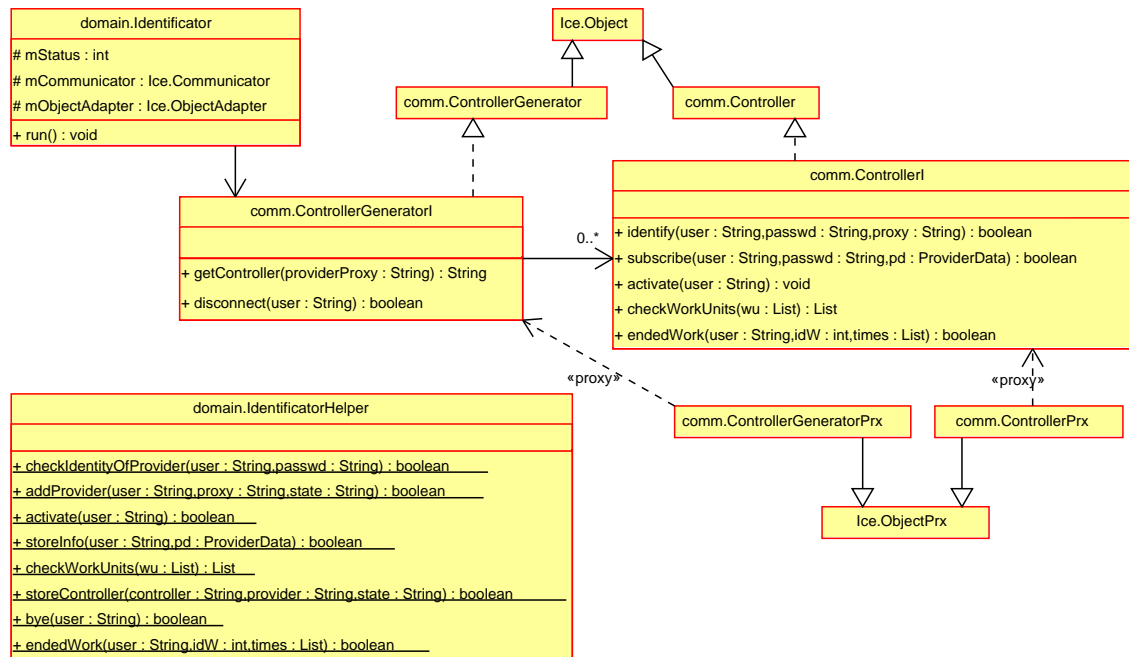 domain.Identificator
# mStatus : int
# mCommunicator : Ice.Communicator
# mObjectAdapter : Ice.ObjectAdapter
+ run() : void
Ice.Object
comm.ControllerGenerator
comm.Controller
comm.ControllerGeneratorI
+ getController(providerProxy : String) : String
+ disconnect(user : String) : boolean
0..*
comm.ControllerI
+ identify(user : String,passwd : String,proxy : String) : boolean
+ subscribe(user : String,passwd : String,pd : ProviderData) : boolean
+ activate(user : String) : void
+ checkWorkUnits(wu : List) : List
+ endedWork(user : String,idW : int,times : List) : boolean
«proxy»
«proxy»
comm.ControllerGeneratorPrx
comm.ControllerPrx
Ice.ObjectPrx
domain.IdentificatorHelper
+ checkIdentityOfProvider(user : String,passwd : String) : boolean
+ addProvider(user : String,proxy : String,state : String) : boolean
+ activate(user : String) : boolean
+ storeInfo(user : String,pd : ProviderData) : boolean
+ checkWorkUnits(wu : List) : List
+ storeController(controller : String,provider : String,state : String) : boolean
+ bye(user : String) : boolean
+ endedWork(user : String,idW : int,times : List) : boolean